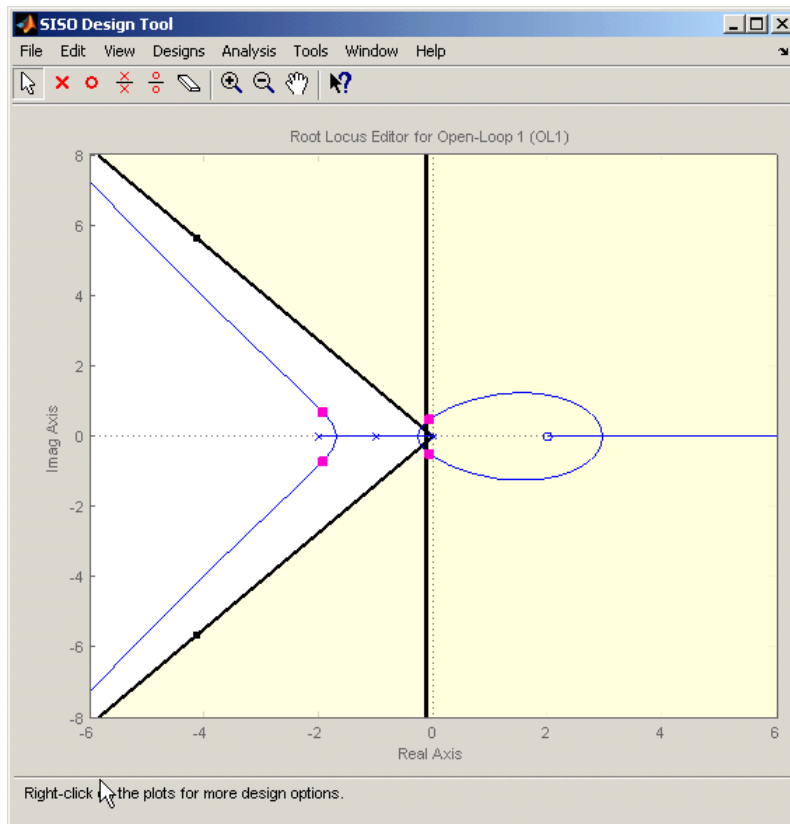 SISO Design Tool
File Edit View Designs Analysis Tools Window Help
Root Locus Editor for Open-Loop 1 (OL1)
8
6
4
2
0
-2
-4
-6
-8
Imag Axis
-6 -4 -2 0 2 4 6
Real Axis
Right-click the plots for more design options.